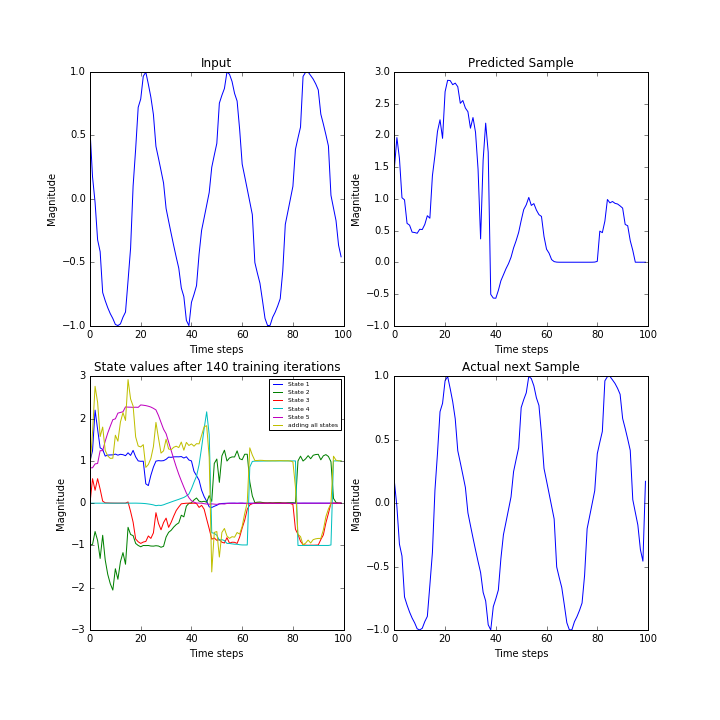 Input
Magnitude
1.0
0.5
0.0
−0.5
−1.0
0 20 40 60 80 100
Time steps
Predicted Sample
Magnitude
3.0
2.5
2.0
1.5
1.0
0.5
0.0
−0.5
−1.0
0 20 40 60 80 100
Time steps
State values after 140 training iterations
Magnitude
3
2
1
0
−1
−2
−3
0 20 40 60 80 100
Time steps
State 1
State 2
State 3
State 4
State 5
adding all states
Actual next Sample
Magnitude
1.0
0.5
0.0
−0.5
−1.0
0 20 40 60 80 100
Time steps